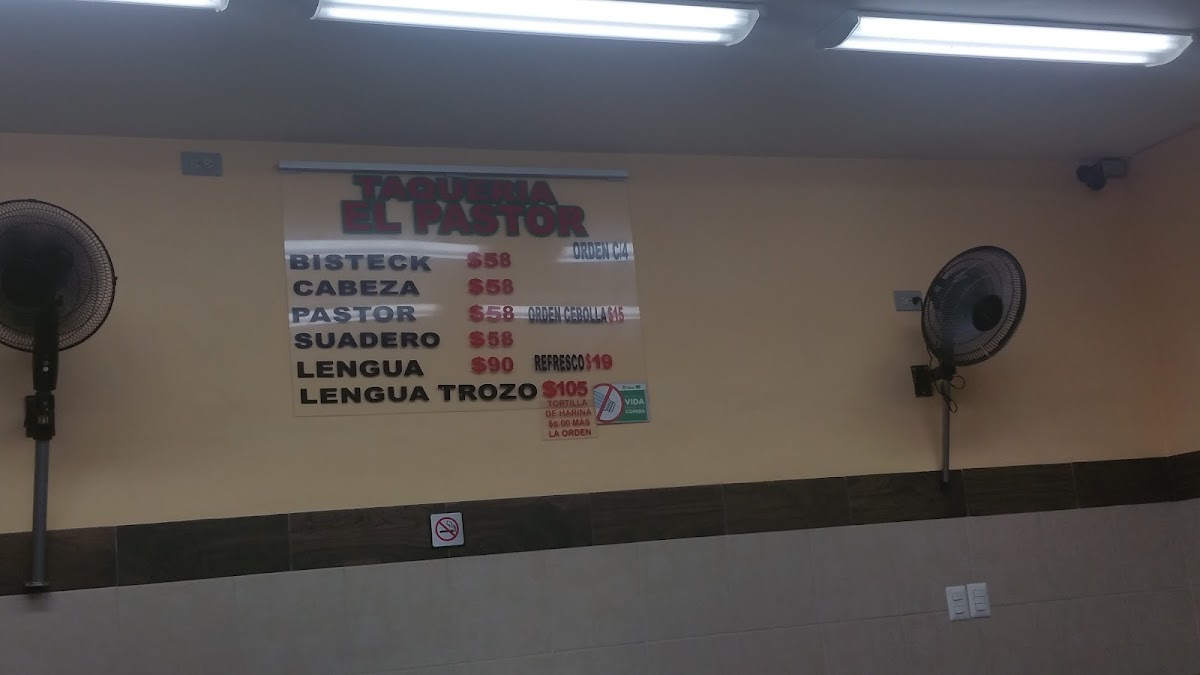 TAQUERIA
EL PASTOR
ORDEN C/4
BISTECK $58
CABEZA $58
PASTOR $58 ORDEN CEBOLLA $15
SUADERO $58
LENGUA $90 REFRESCO $19
LENGUA TROZO $105
TORTILLA
DE HARINA
$6.00 MAS
LA ORDEN
VIDA